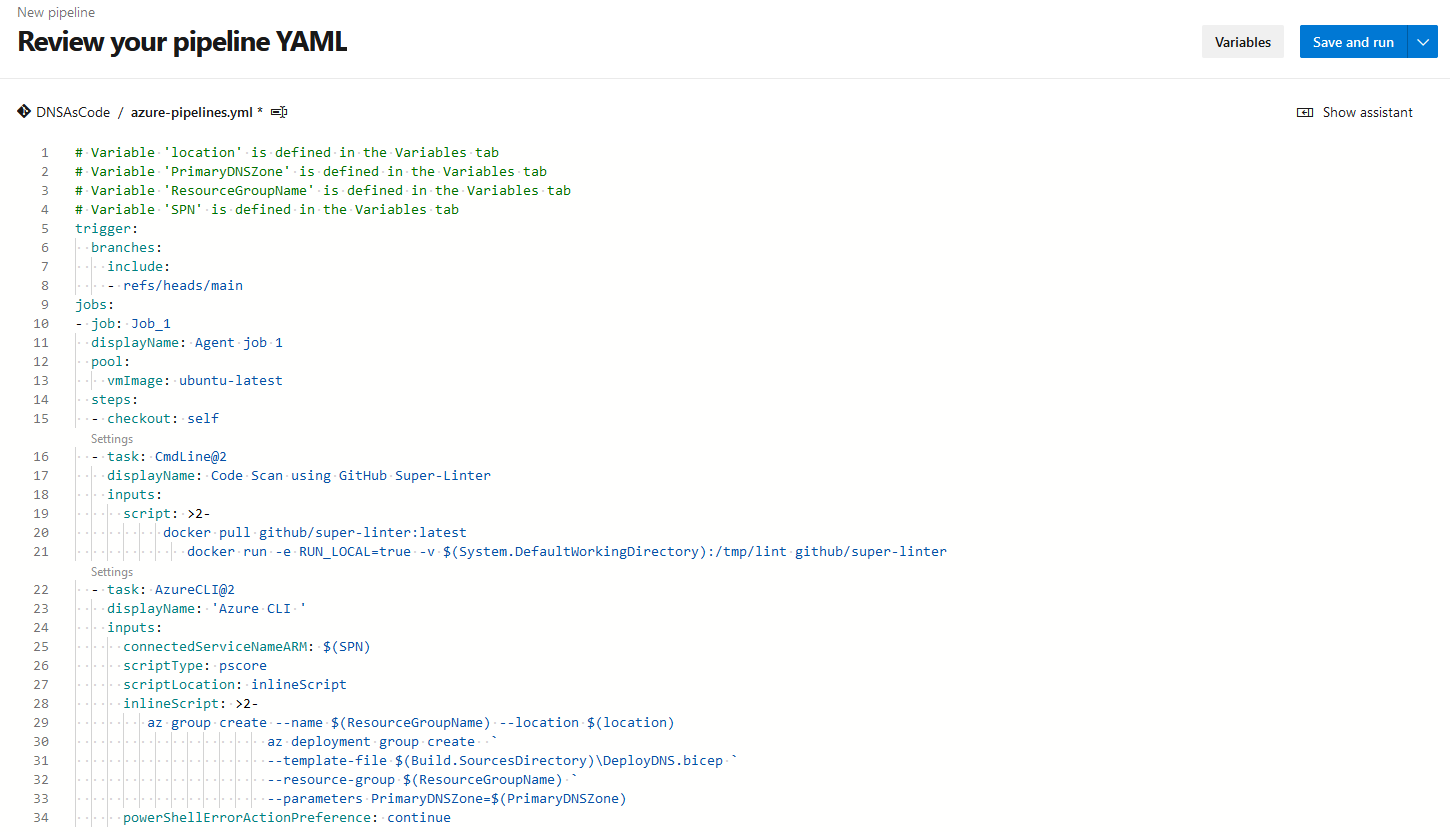 New pipeline
Review your pipeline YAML
Variables
Save and run
DNSAsCode / azure-pipelines.yml *
Show assistant
1 # Variable 'location' is defined in the Variables tab
2 # Variable 'PrimaryDNSZone' is defined in the Variables tab
3 # Variable 'ResourceGroupName' is defined in the Variables tab
4 # Variable 'SPN' is defined in the Variables tab
5 trigger:
6   branches:
7     include:
8     - refs/heads/main
9 jobs:
10 - job: Job_1
11   displayName: Agent job 1
12   pool:
13     vmImage: ubuntu-latest
14   steps:
15   - checkout: self
Settings
16   - task: CmdLine@2
17     displayName: Code Scan using GitHub Super-Linter
18     inputs:
19       script: >2-
20            docker pull github/super-linter:latest
21               docker run -e RUN_LOCAL=true -v $(System.DefaultWorkingDirectory):/tmp/lint github/super-linter
Settings
22   - task: AzureCLI@2
23     displayName: 'Azure CLI '
24     inputs:
25       connectedServiceNameARM: $(SPN)
26       scriptType: pscore
27       scriptLocation: inlineScript
28       inlineScript: >2-
29          az group create --name $(ResourceGroupName) --location $(location)
30                         az deployment group create  `
31                         --template-file $(Build.SourcesDirectory)\DeployDNS.bicep `
32                         --resource-group $(ResourceGroupName) `
33                         --parameters PrimaryDNSZone=$(PrimaryDNSZone)
34       powerShellErrorActionPreference: continue